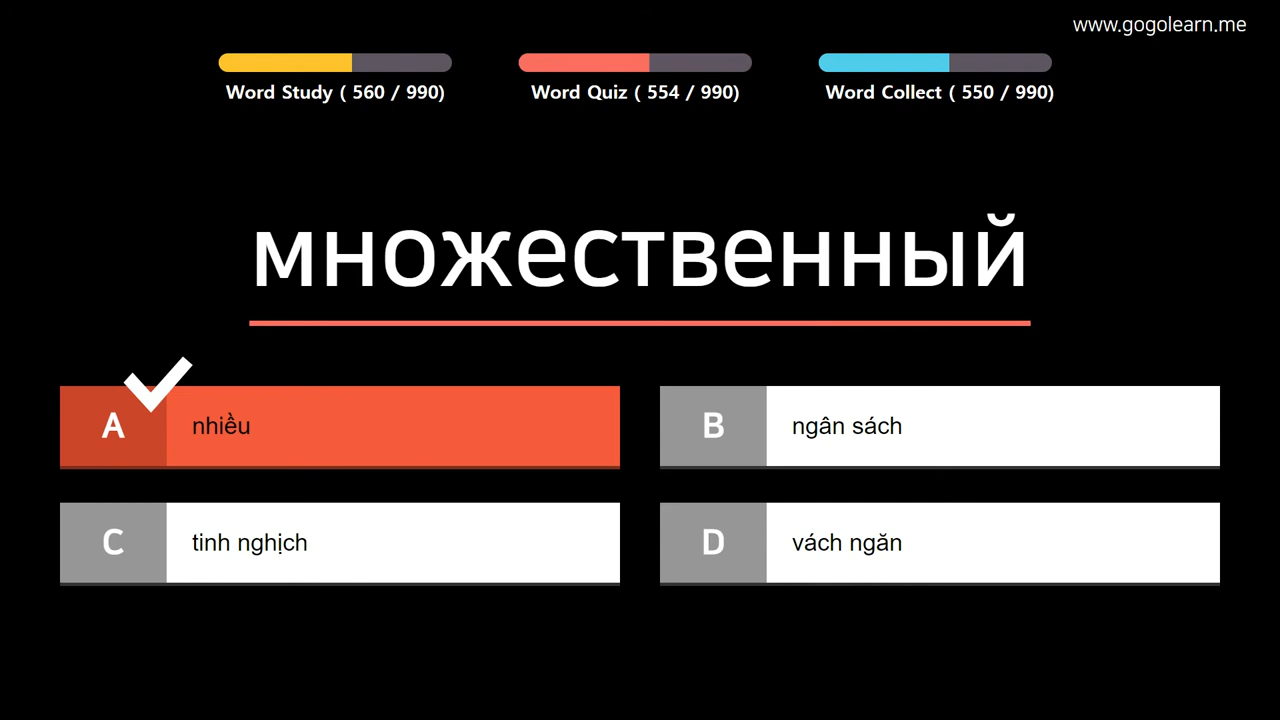 www.gogolearn.me
Word Study ( 560 / 990)
Word Quiz ( 554 / 990)
Word Collect ( 550 / 990)
множественный
A nhiều
B ngân sách
C tinh nghịch
D vách ngăn